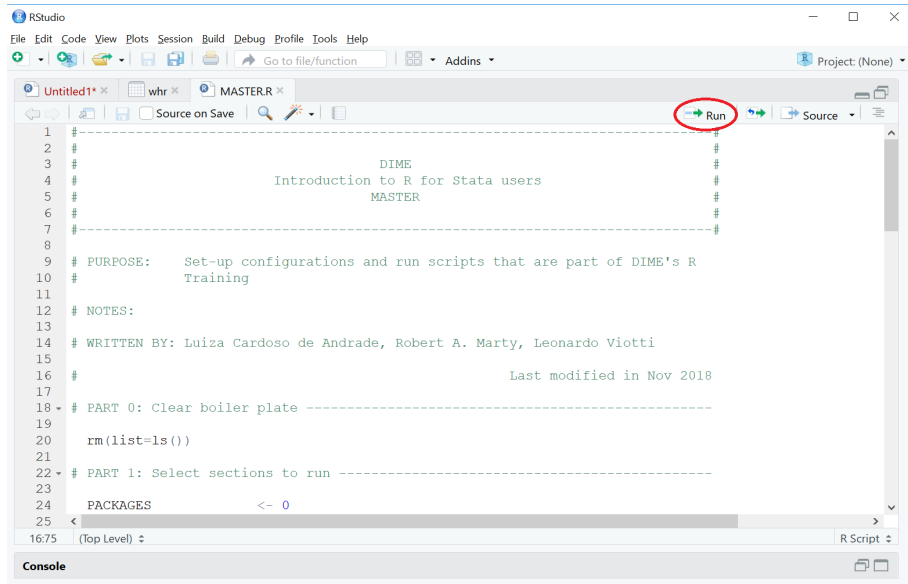 RStudio
File Edit Code View Plots Session Build Debug Profile Tools Help
Go to file/function Addins Project: (None)
Untitled1* whr MASTER.R
Source on Save Run Source
1 #----------------------------------------------------------------------------------#
2 # #
3 # DIME #
4 # Introduction to R for Stata users #
5 # MASTER #
6 # #
7 #----------------------------------------------------------------------------------#
8
9 # PURPOSE: Set-up configurations and run scripts that are part of DIME's R
10 # Training
11
12 # NOTES:
13
14 # WRITTEN BY: Luiza Cardoso de Andrade, Robert A. Marty, Leonardo Viotti
15
16 # Last modified in Nov 2018
17
18 # PART 0: Clear boiler plate ----------------------------------------------------
19
20 rm(list=ls())
21
22 # PART 1: Select sections to run ------------------------------------------------
23
24 PACKAGES <- 0
25
16:75 (Top Level) R Script
Console